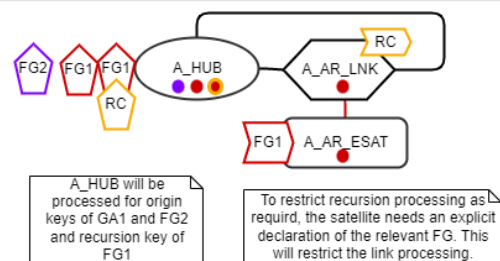 RC
FG2
FG1
FG1
A_HUB
A_AR_LNK
RC
FG1
A_AR_ESAT
A_HUB will be
processed for origin
keys of GA1 and FG2
and recursion key of
FG1
To restrict recursion processing as
requird, the satellite needs an explicit
declaration of the relevant FG. This
will restrict the link processing.